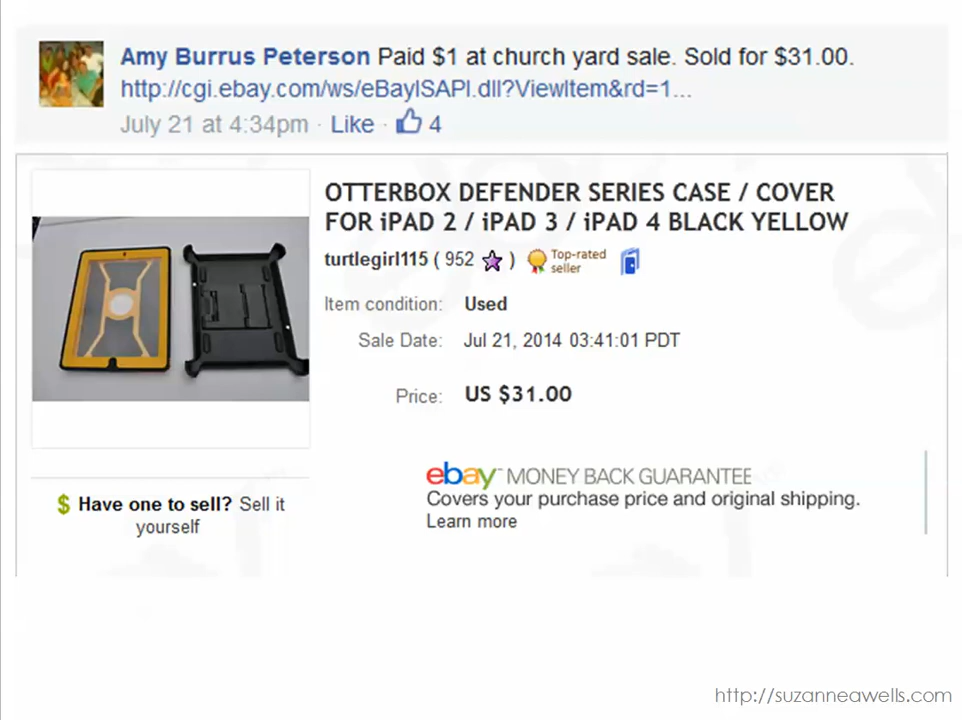 Amy Burrus Peterson Paid $1 at church yard sale. Sold for $31.00.
http://cgi.ebay.com/ws/eBayISAPI.dll?ViewItem&rd=1...
July 21 at 4:34pm · Like · 4
OTTERBOX DEFENDER SERIES CASE / COVER
FOR iPAD 2 / iPAD 3 / iPAD 4 BLACK YELLOW
turtlegirl115 ( 952 ) Top-rated
seller
Item condition: Used
Sale Date: Jul 21, 2014 03:41:01 PDT
Price: US $31.00
$ Have one to sell? Sell it
yourself
ebay™ MONEY BACK GUARANTEE
Covers your purchase price and original shipping.
Learn more
http://suzanneawells.com